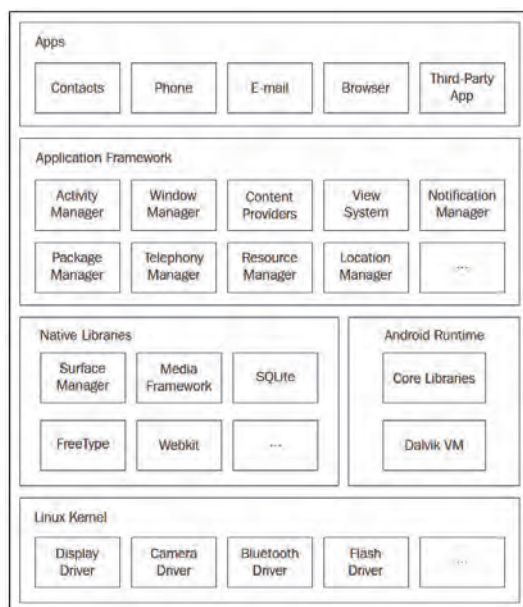 Apps
Contacts
Phone
E-mail
Browser
Third-Party
App
Application Framework
Activity
Manager
Window
Manager
Content
Providers
View
System
Notification
Manager
Package
Manager
Telephony
Manager
Resource
Manager
Location
Manager
...
Native Libraries
Surface
Manager
Media
Framework
SQLite
FreeType
Webkit
...
Android Runtime
Core Libraries
Dalvik VM
Linux Kernel
Display
Driver
Camera
Driver
Bluetooth
Driver
Flash
Driver
...